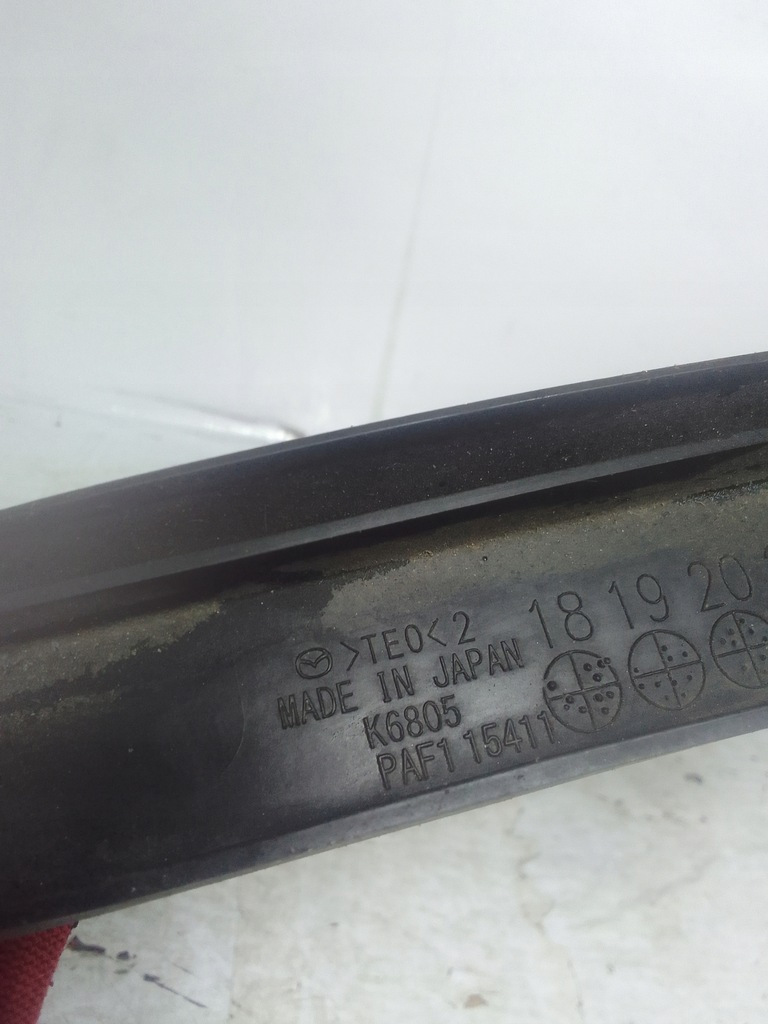 >TEO<2
MADE IN JAPAN
K6805
PAF1 15411
18 19 20